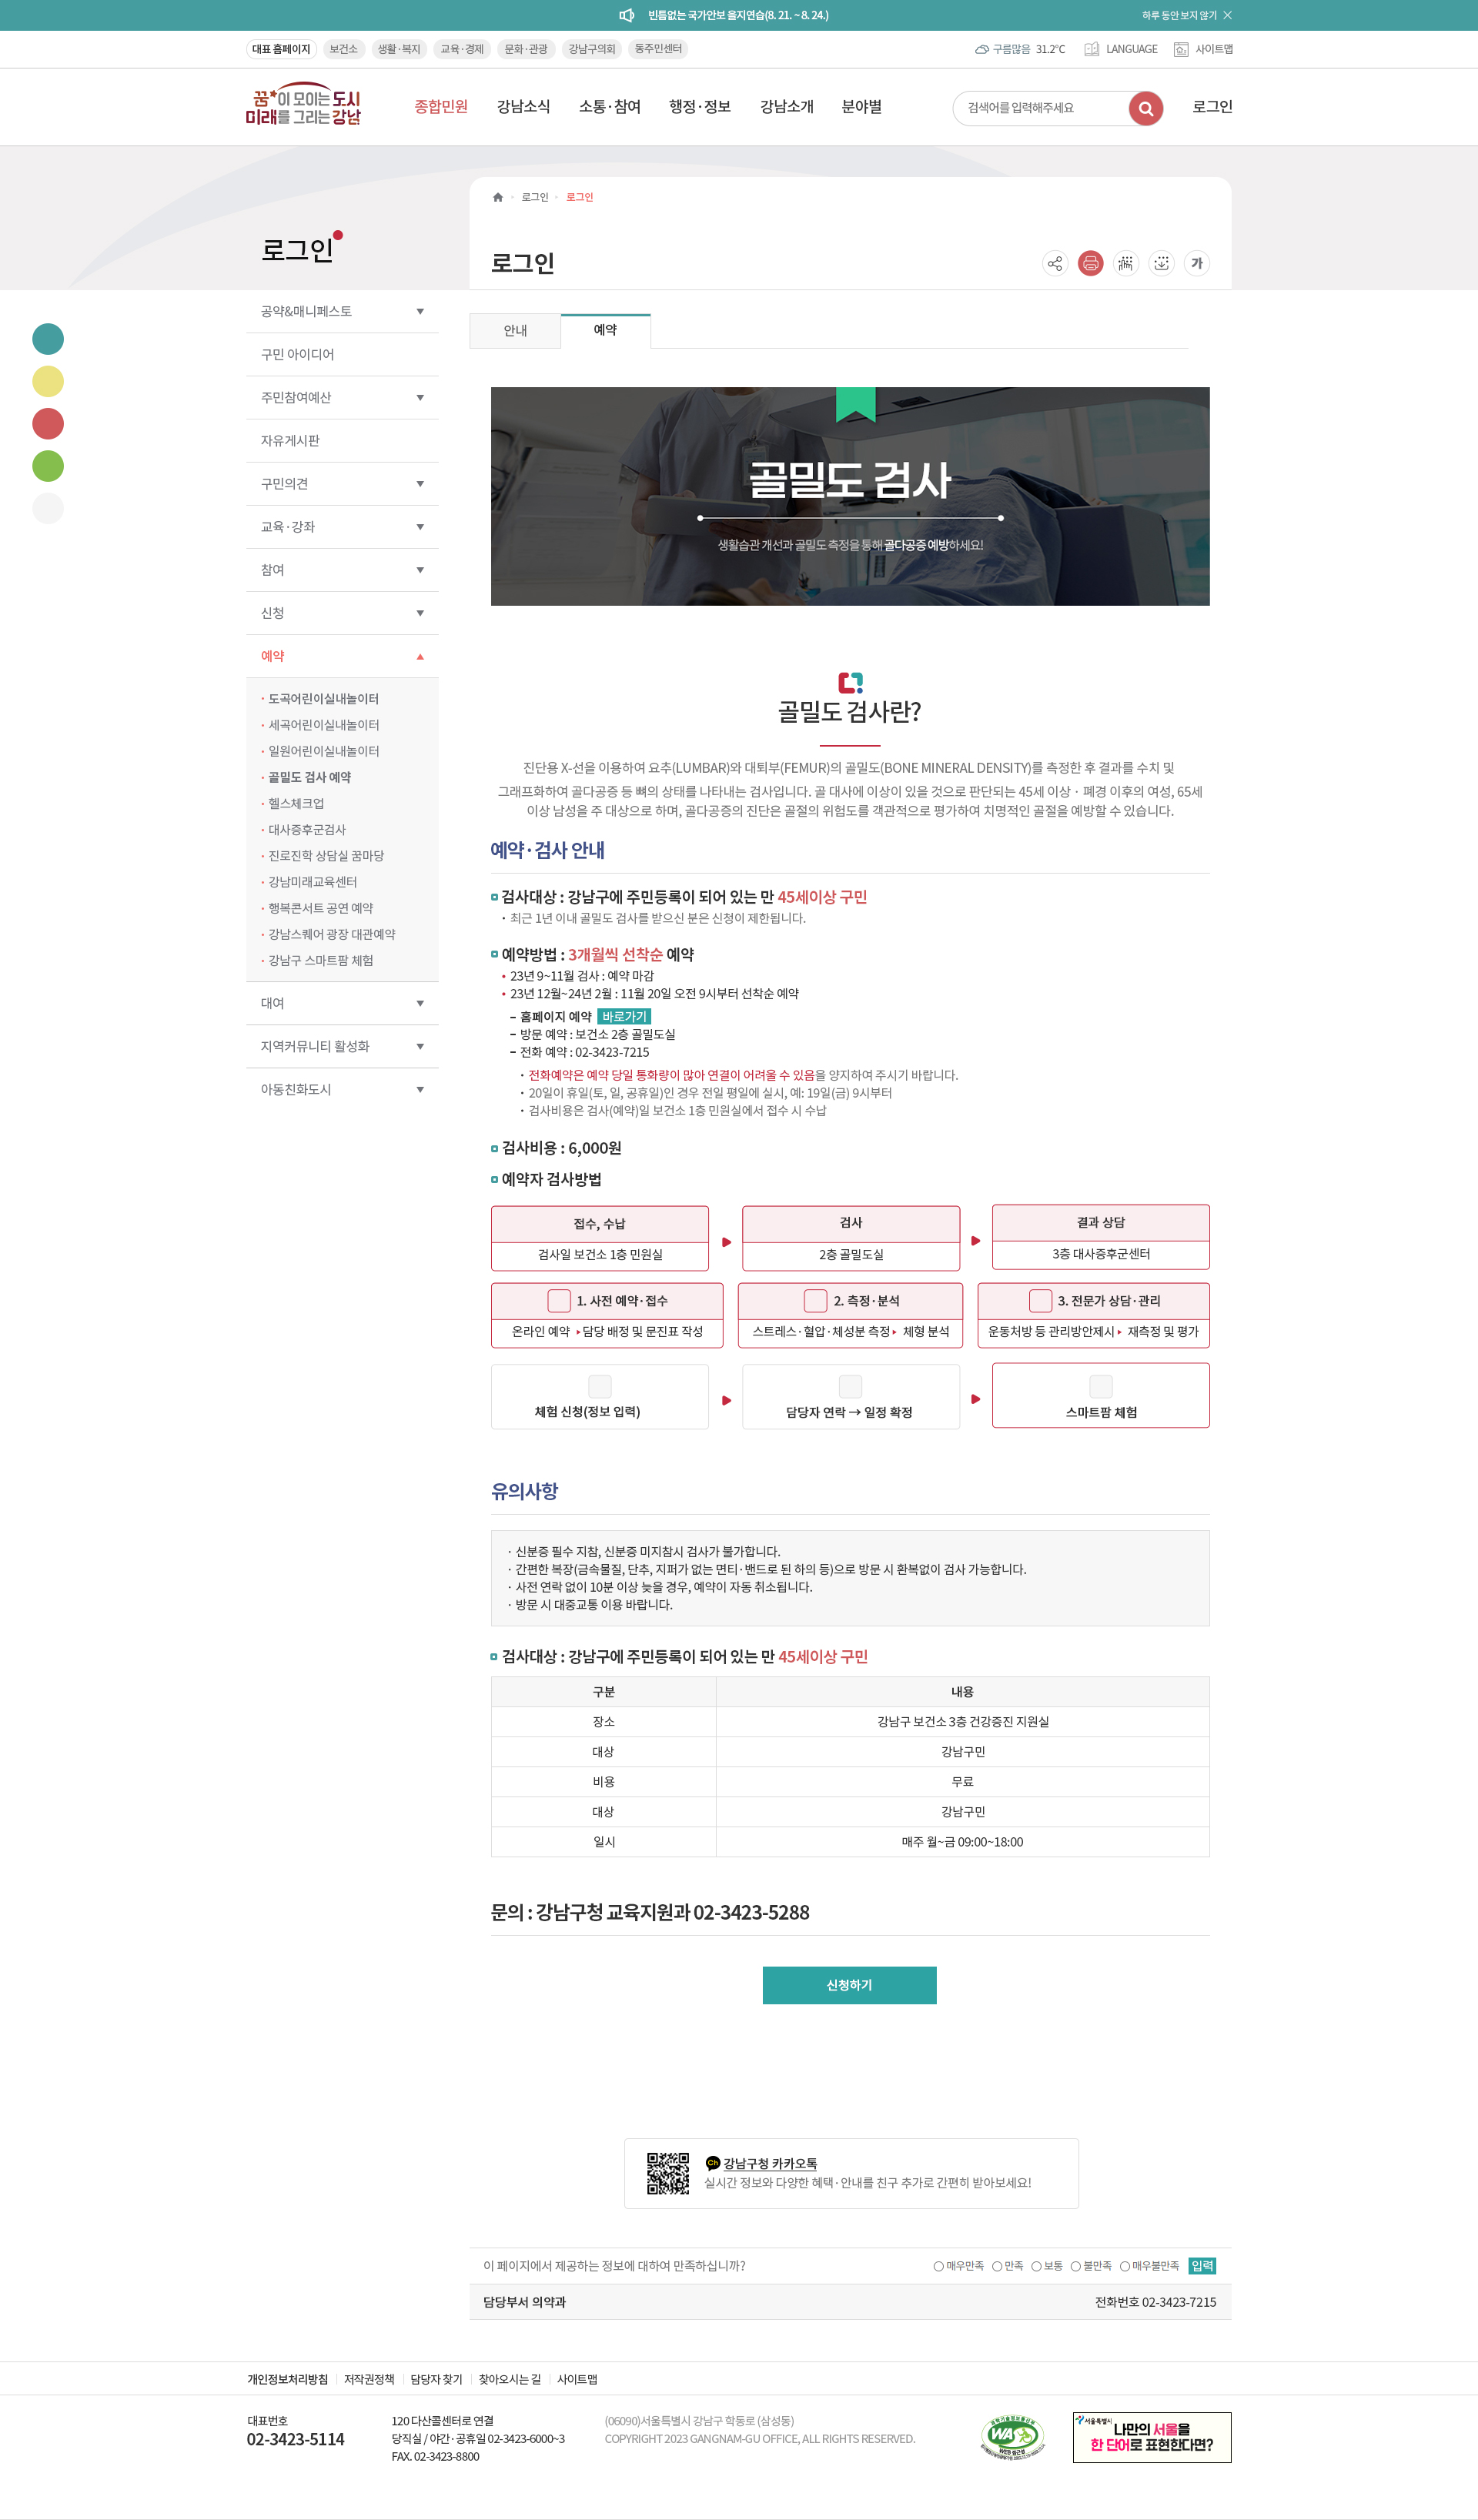 빈틈없는 국가안보 을지연습(8. 21. ~ 8. 24.)
하루 동안 보지 않기
대표 홈페이지 보건소 생활·복지 교육·경제 문화·관광 강남구의회 동주민센터
구름많음 31.2℃ LANGUAGE 사이트맵
꿈이 모이는 도시
미래를 그리는 강남
종합민원 강남소식 소통·참여 행정·정보 강남소개 분야별
검색어를 입력해주세요
로그인
로그인 로그인
로그인
로그인
가
공약&매니페스토
구민 아이디어
주민참여예산
자유게시판
구민의견
교육·강좌
참여
신청
예약
· 도곡어린이실내놀이터
· 세곡어린이실내놀이터
· 일원어린이실내놀이터
· 골밀도 검사 예약
· 헬스체크업
· 대사증후군검사
· 진로진학 상담실 꿈마당
· 강남미래교육센터
· 행복콘서트 공연 예약
· 강남스퀘어 광장 대관예약
· 강남구 스마트팜 체험
대여
지역커뮤니티 활성화
아동친화도시
안내 예약
골밀도 검사
생활습관 개선과 골밀도 측정을 통해 골다공증 예방하세요!
골밀도 검사란?
진단용 X-선을 이용하여 요추(LUMBAR)와 대퇴부(FEMUR)의 골밀도(BONE MINERAL DENSITY)를 측정한 후 결과를 수치 및
그래프화하여 골다공증 등 뼈의 상태를 나타내는 검사입니다. 골 대사에 이상이 있을 것으로 판단되는 45세 이상 · 폐경 이후의 여성, 65세
이상 남성을 주 대상으로 하며, 골다공증의 진단은 골절의 위험도를 객관적으로 평가하여 치명적인 골절을 예방할 수 있습니다.
예약·검사 안내
검사대상 : 강남구에 주민등록이 되어 있는 만 45세이상 구민
· 최근 1년 이내 골밀도 검사를 받으신 분은 신청이 제한됩니다.
예약방법 : 3개월씩 선착순 예약
· 23년 9~11월 검사 : 예약 마감
· 23년 12월~24년 2월 : 11월 20일 오전 9시부터 선착순 예약
- 홈페이지 예약 바로가기
- 방문 예약 : 보건소 2층 골밀도실
- 전화 예약 : 02-3423-7215
· 전화예약은 예약 당일 통화량이 많아 연결이 어려울 수 있음을 양지하여 주시기 바랍니다.
· 20일이 휴일(토, 일, 공휴일)인 경우 전일 평일에 실시, 예: 19일(금) 9시부터
· 검사비용은 검사(예약)일 보건소 1층 민원실에서 접수 시 수납
검사비용 : 6,000원
예약자 검사방법
접수, 수납
검사일 보건소 1층 민원실
검사
2층 골밀도실
결과 상담
3층 대사증후군센터
1. 사전 예약·접수
온라인 예약 ▶담당 배정 및 문진표 작성
2. 측정·분석
스트레스·혈압·체성분 측정▶ 체형 분석
3. 전문가 상담·관리
운동처방 등 관리방안제시▶ 재측정 및 평가
체험 신청(정보 입력)
담당자 연락 → 일정 확정
스마트팜 체험
유의사항
· 신분증 필수 지참, 신분증 미지참시 검사가 불가합니다.
· 간편한 복장(금속물질, 단추, 지퍼가 없는 면티·밴드로 된 하의 등)으로 방문 시 환복없이 검사 가능합니다.
· 사전 연락 없이 10분 이상 늦을 경우, 예약이 자동 취소됩니다.
· 방문 시 대중교통 이용 바랍니다.
검사대상 : 강남구에 주민등록이 되어 있는 만 45세이상 구민
구분 내용
장소 강남구 보건소 3층 건강증진 지원실
대상 강남구민
비용 무료
대상 강남구민
일시 매주 월~금 09:00~18:00
문의 : 강남구청 교육지원과 02-3423-5288
신청하기
Ch 강남구청 카카오톡
실시간 정보와 다양한 혜택·안내를 친구 추가로 간편히 받아보세요!
이 페이지에서 제공하는 정보에 대하여 만족하십니까?
매우만족 만족 보통 불만족 매우불만족 입력
담당부서 의약과 전화번호 02-3423-7215
개인정보처리방침 저작권정책 담당자 찾기 찾아오시는 길 사이트맵
대표번호
02-3423-5114
120 다산콜센터로 연결
당직실 / 야간 · 공휴일 02-3423-6000~3
FAX. 02-3423-8800
(06090)서울특별시 강남구 학동로 (삼성동)
COPYRIGHT 2023 GANGNAM-GU OFFICE, ALL RIGHTS RESERVED.
WA
WEB 접근성
서울특별시
나만의 서울을
한 단어로 표현한다면?